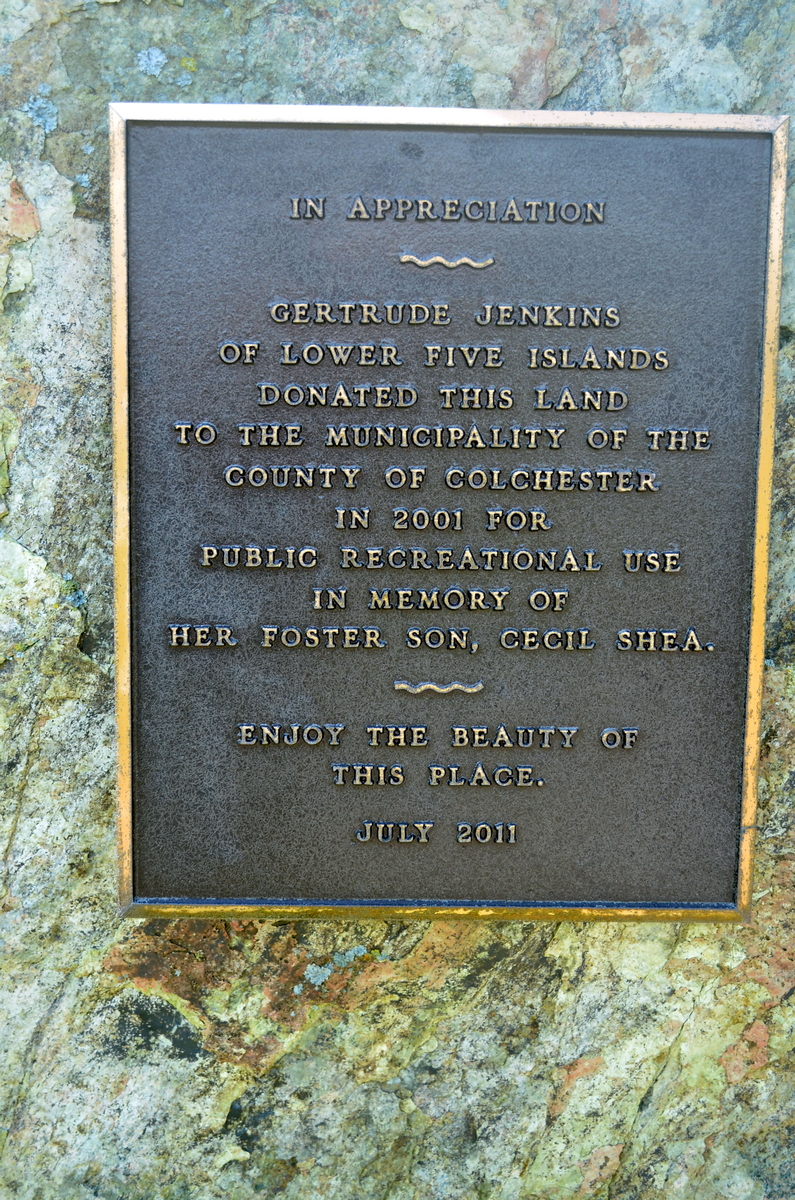 IN APPRECIATION
GERTRUDE JENKINS
OF LOWER FIVE ISLANDS
DONATED THIS LAND
TO THE MUNICIPALITY OF THE
COUNTY OF COLCHESTER
IN 2001 FOR
PUBLIC RECREATIONAL USE
IN MEMORY OF
HER FOSTER SON, CECIL SHEA.
ENJOY THE BEAUTY OF
THIS PLACE.
JULY 2011